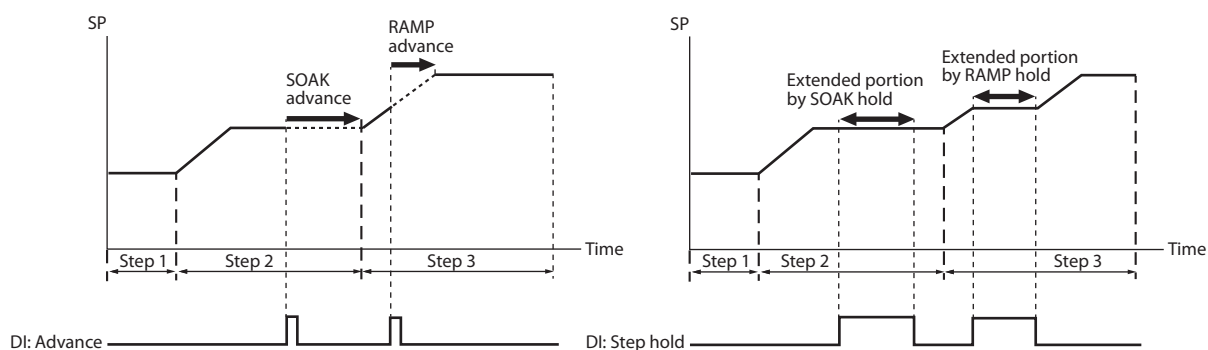 SP
RAMP
advance
SOAK
advance
Time
Step 1
Step 2
Step 3
DI: Advance
SP
Extended portion
by RAMP hold
Extended portion
by SOAK hold
Time
Step 1
Step 2
Step 3
DI: Step hold